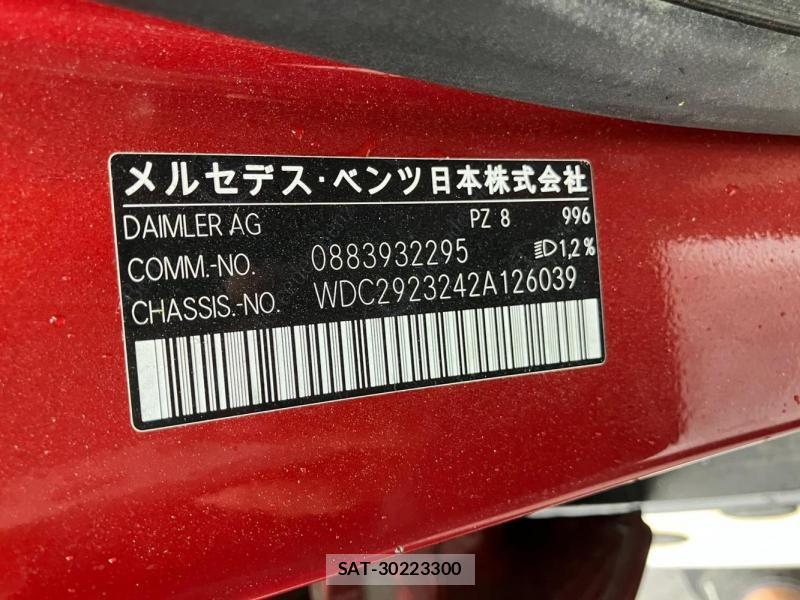 メルセデス・ベンツ日本株式会社
DAIMLER AG PZ 8 996
COMM.-NO. 0883932295 1,2%
CHASSIS.-NO. WDC2923242A126039
SAT-30223300